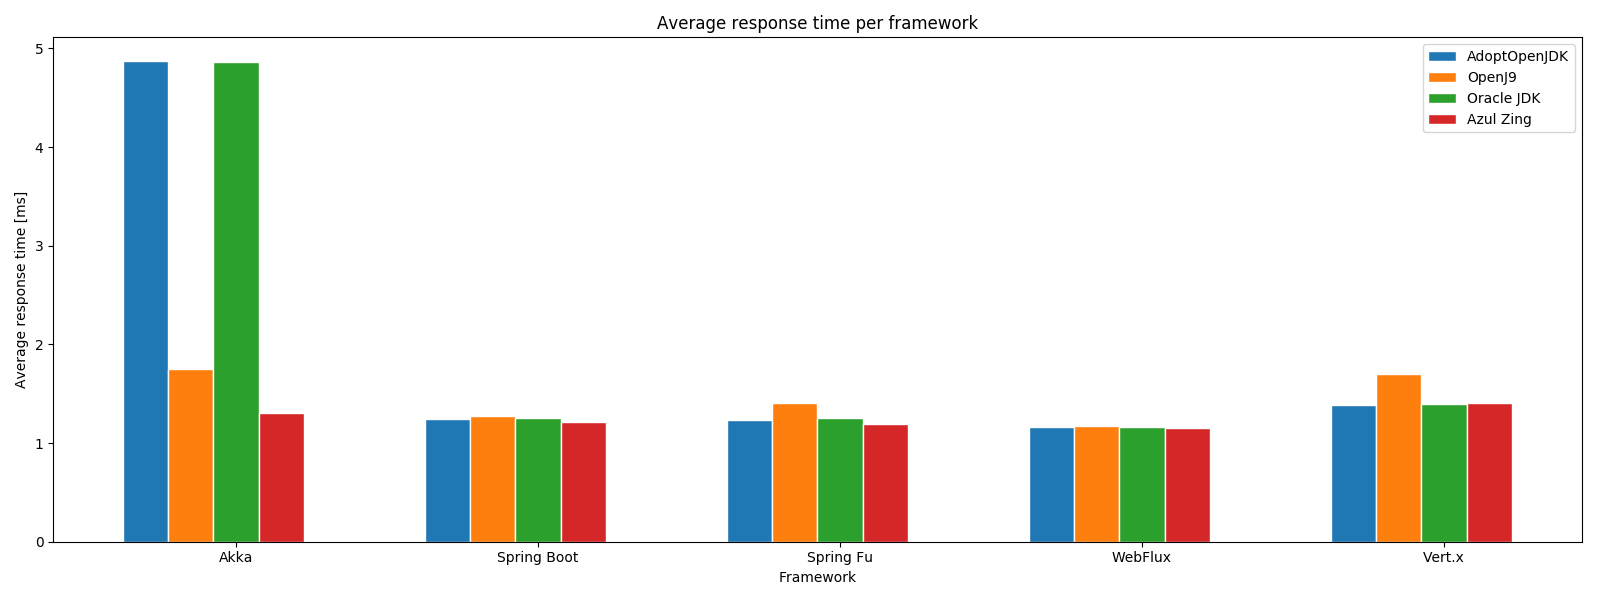 Average response time per framework
AdoptOpenJDK
OpenJ9
Oracle JDK
Azul Zing
Average response time [ms]
5
4
3
2
1
0
Akka
Spring Boot
Spring Fu
WebFlux
Vert.x
Framework